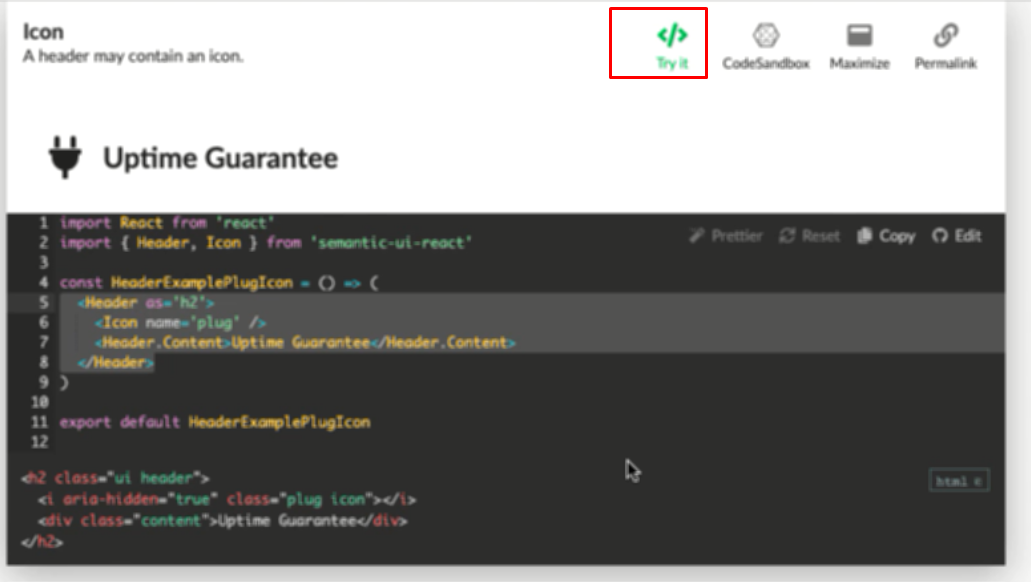 Icon
A header may contain an icon.
</>
Try it
CodeSandbox
Maximize
Permalink
Uptime Guarantee
Prettier
Reset
Copy
Edit
1 import React from 'react'
2 import { Header, Icon } from 'semantic-ui-react'
3
4 const HeaderExamplePlugIcon = () => (
5   <Header as='h2'>
6     <Icon name='plug' />
7     <Header.Content>Uptime Guarantee</Header.Content>
8   </Header>
9 )
10
11 export default HeaderExamplePlugIcon
12
<h2 class="ui header">
  <i aria-hidden="true" class="plug icon"></i>
  <div class="content">Uptime Guarantee</div>
</h2>
html